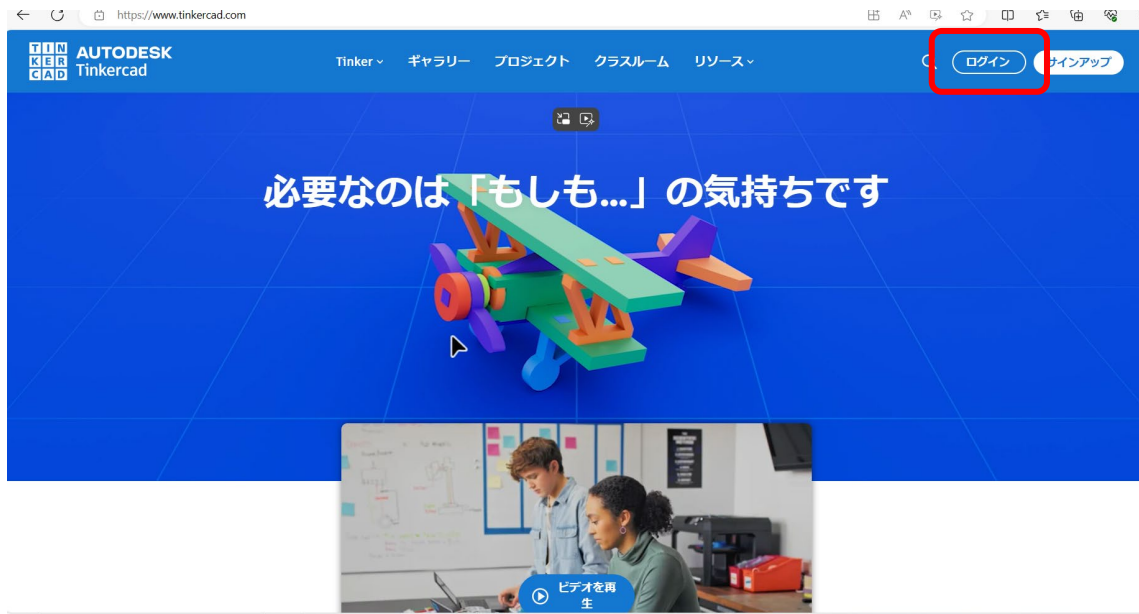 https://www.tinkercad.com
TIN
KER
CAD
AUTODESK
Tinkercad
Tinker ギャラリー プロジェクト クラスルーム リソース
ログイン サインアップ
必要なのは「もしも...」の気持ちです
ビデオを再
生